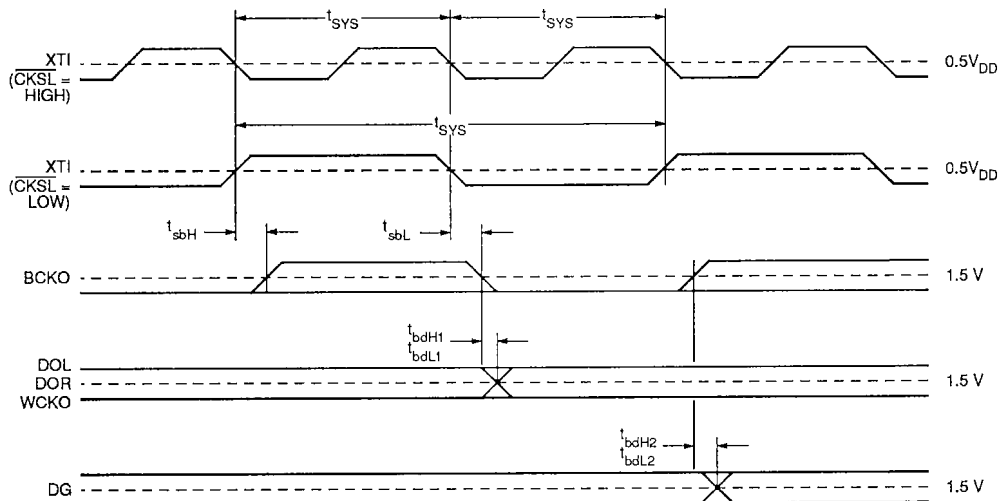 tSYS tSYS
XTI
(CKSL =
HIGH)
0.5VDD
tSYS
XTI
(CKSL =
LOW)
0.5VDD
tsbH tsbL
BCKO 1.5 V
tbdH1
tbdL1
DOL
DOR 1.5 V
WCKO
tbdH2
tbdL2
DG 1.5 V